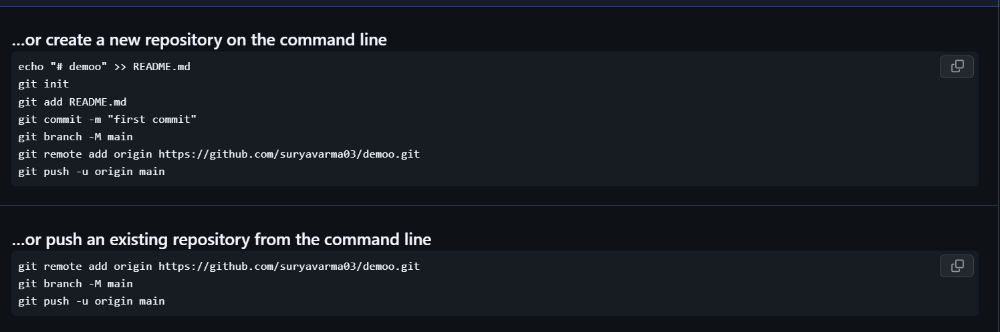 ...or create a new repository on the command line
echo "# demoo" >> README.md
git init
git add README.md
git commit -m "first commit"
git branch -M main
git remote add origin https://github.com/suryavarma03/demoo.git
git push -u origin main
...or push an existing repository from the command line
git remote add origin https://github.com/suryavarma03/demoo.git
git branch -M main
git push -u origin main